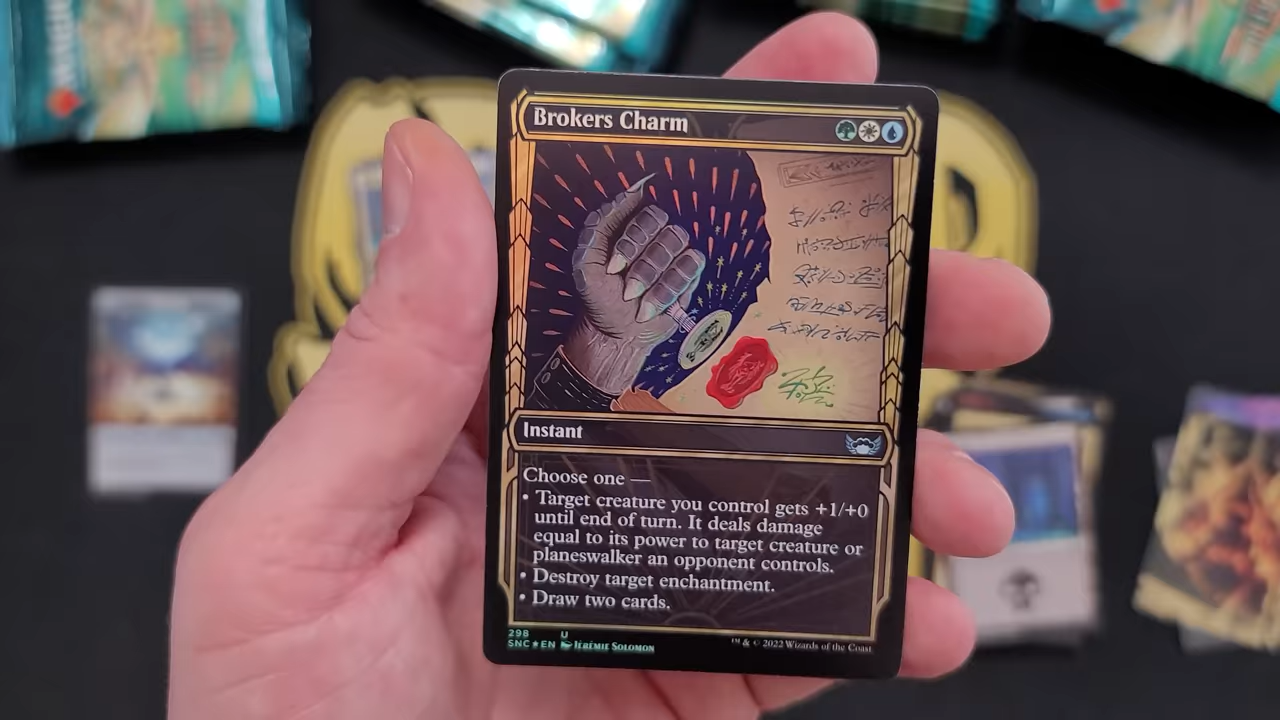 Brokers Charm
Instant
Choose one —
• Target creature you control gets +1/+0
until end of turn. It deals damage
equal to its power to target creature or
planeswalker an opponent controls.
• Destroy target enchantment.
• Draw two cards.
298 U
SNC★EN JÉRÉMIE SOLOMON
™ & © 2022 Wizards of the Coast